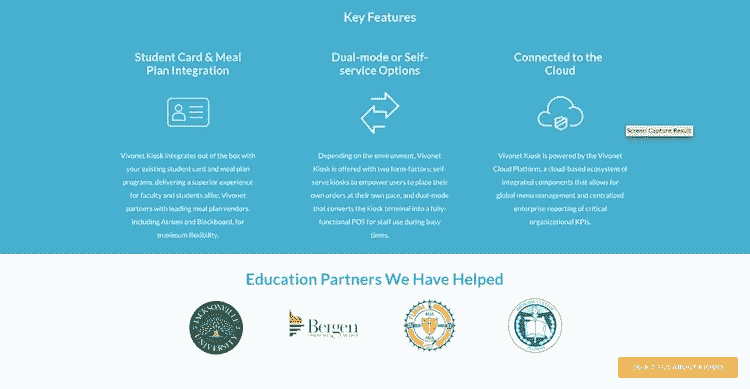 Key Features
Student Card & Meal
Plan Integration
Dual-mode or Self-
service Options
Connected to the
Cloud
Screen Capture Result
Vivonet Kiosk integrates out of the box with
your existing student card and meal plan
programs, delivering a superior experience
for faculty and students alike. Vivonet
partners with leading meal plan vendors,
including Atrium and Blackboard, for
maximum flexibility.
Depending on the environment, Vivonet
Kiosk is offered with two form-factors: self-
serve kiosks to empower users to place their
own orders at their own pace, and dual-mode
that converts the kiosk terminal into a fully-
functional POS for staff use during busy
times.
Vivonet Kiosk is powered by the Vivonet
Cloud Platform, a cloud-based ecosystem of
integrated components that allows for
global menu management and centralized
enterprise reporting of critical
organizational KPIs.
Education Partners We Have Helped
JACKSONVILLE
UNIVERSITY
Bergen
ABOUT KIOSKS